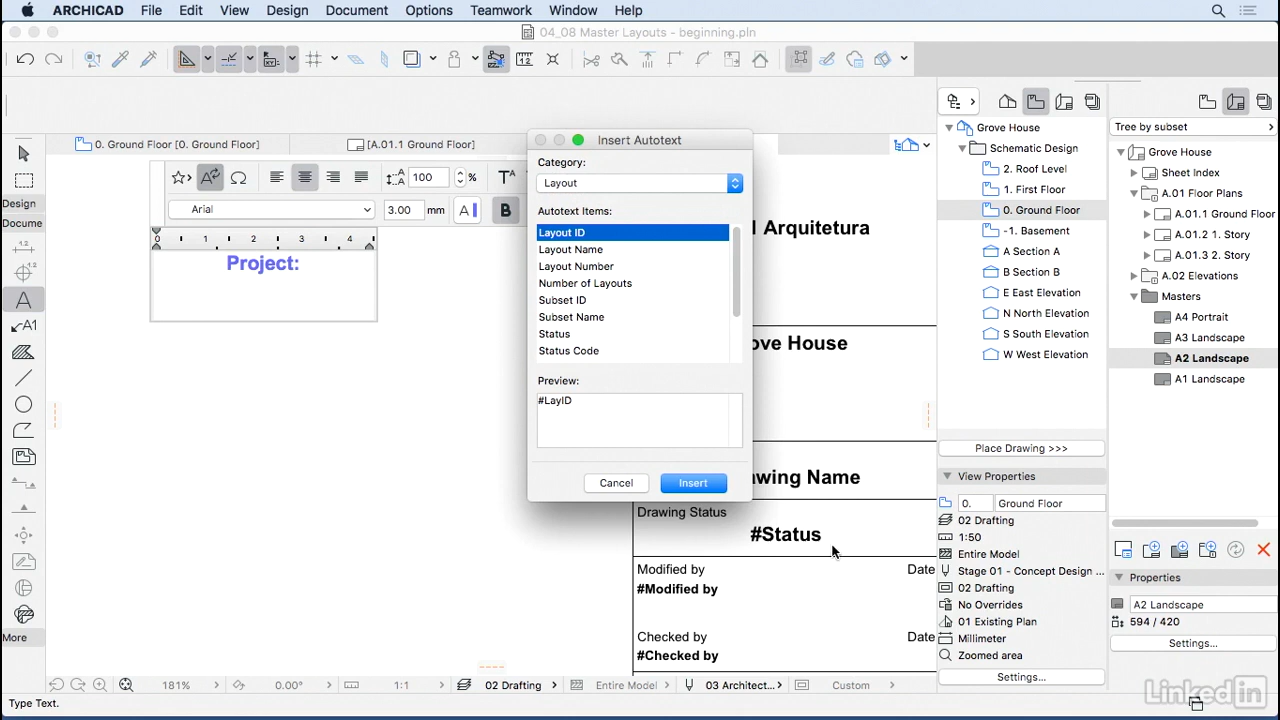 ARCHICAD File Edit View Design Document Options Teamwork Window Help
04_08 Master Layouts - beginning.pln
0. Ground Floor [0. Ground Floor]
[A.01.1 Ground Floor]
100 %
Arial
3.00 mm
B
0 1 2 3 4
Project:
Insert Autotext
Category:
Layout
Autotext Items:
Layout ID
Layout Name
Layout Number
Number of Layouts
Subset ID
Subset Name
Status
Status Code
Preview:
#LayID
Cancel
Insert
Arquitetura
ove House
awing Name
Drawing Status
#Status
Modified by
Date
#Modified by
Checked by
Date
#Checked by
Grove House
Schematic Design
2. Roof Level
1. First Floor
0. Ground Floor
-1. Basement
A Section A
B Section B
E East Elevation
N North Elevation
S South Elevation
W West Elevation
Place Drawing >>>
View Properties
0. Ground Floor
02 Drafting
1:50
Entire Model
Stage 01 - Concept Design ...
02 Drafting
No Overrides
01 Existing Plan
Millimeter
Zoomed area
Settings...
Tree by subset
Grove House
Sheet Index
A.01 Floor Plans
A.01.1 Ground Floor
A.01.2 1. Story
A.01.3 2. Story
A.02 Elevations
Masters
A4 Portrait
A3 Landscape
A2 Landscape
A1 Landscape
Properties
A2 Landscape
594 / 420
Settings...
Design
Docume
More
181%
0.00°
1:1
02 Drafting
Entire Model
03 Architect...
Custom
Type Text.
LinkedIn